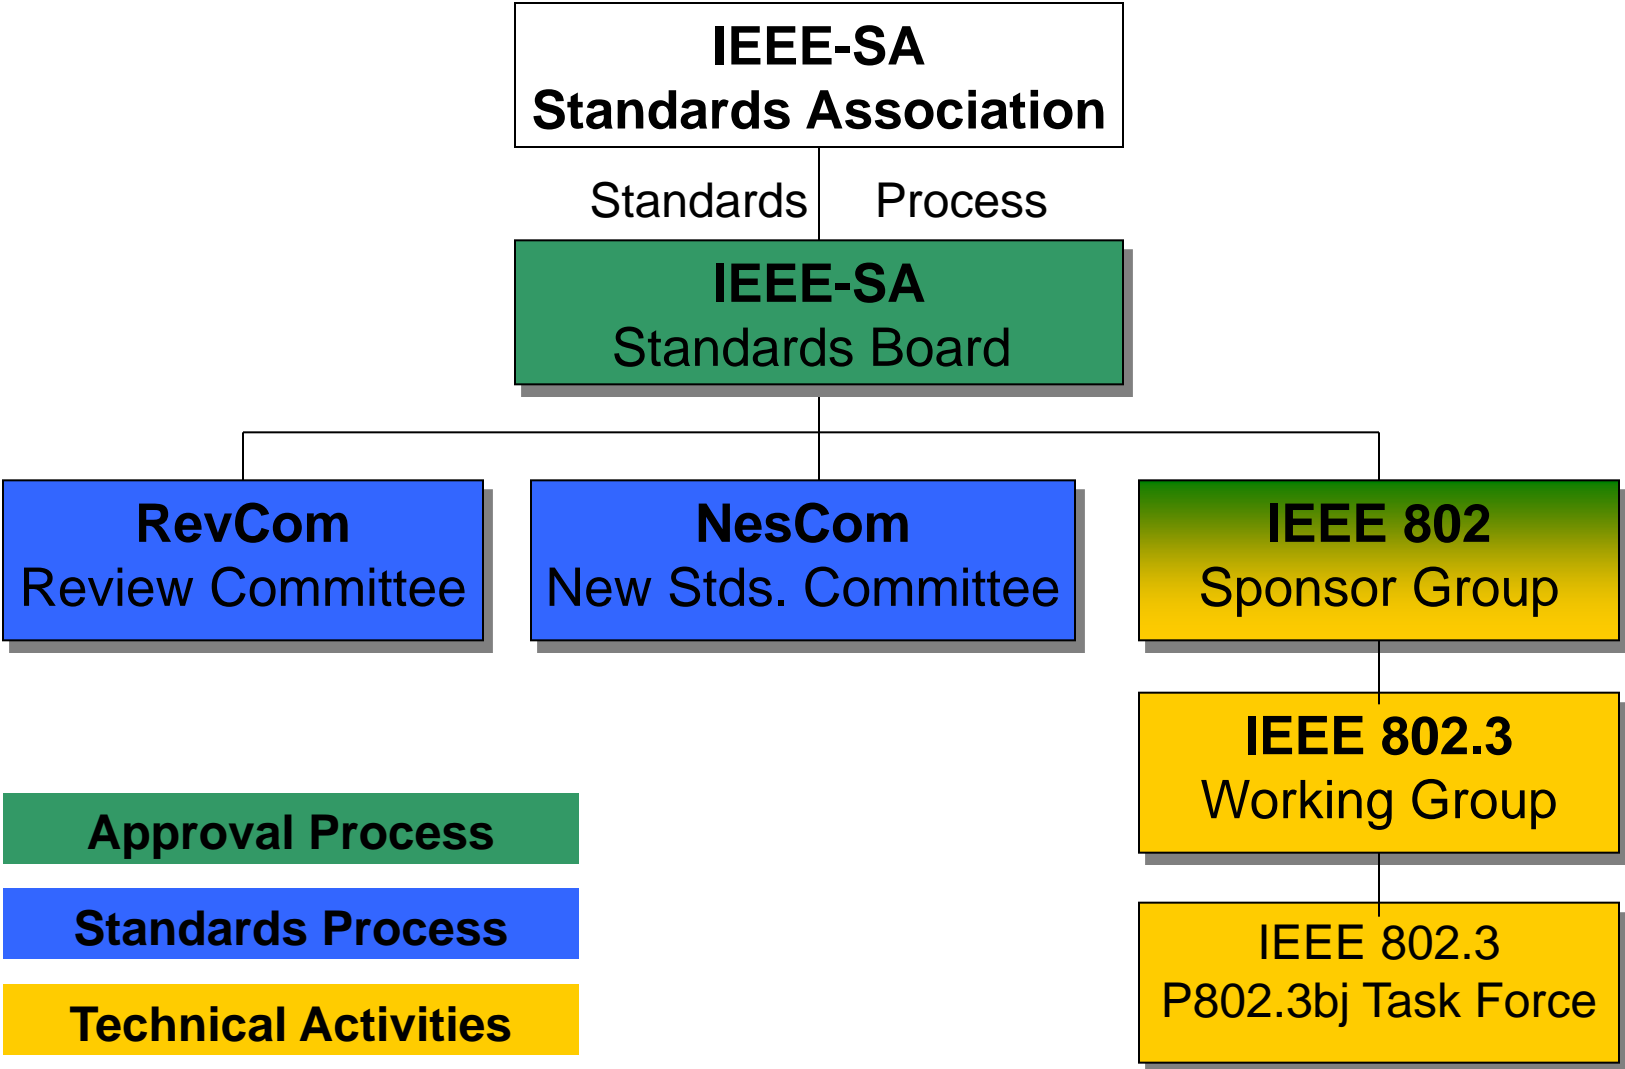 IEEE-SA
Standards Association
Standards Process
IEEE-SA
Standards Board
RevCom
Review Committee
NesCom
New Stds. Committee
IEEE 802
Sponsor Group
IEEE 802.3
Working Group
IEEE 802.3
P802.3bj Task Force
Approval Process
Standards Process
Technical Activities